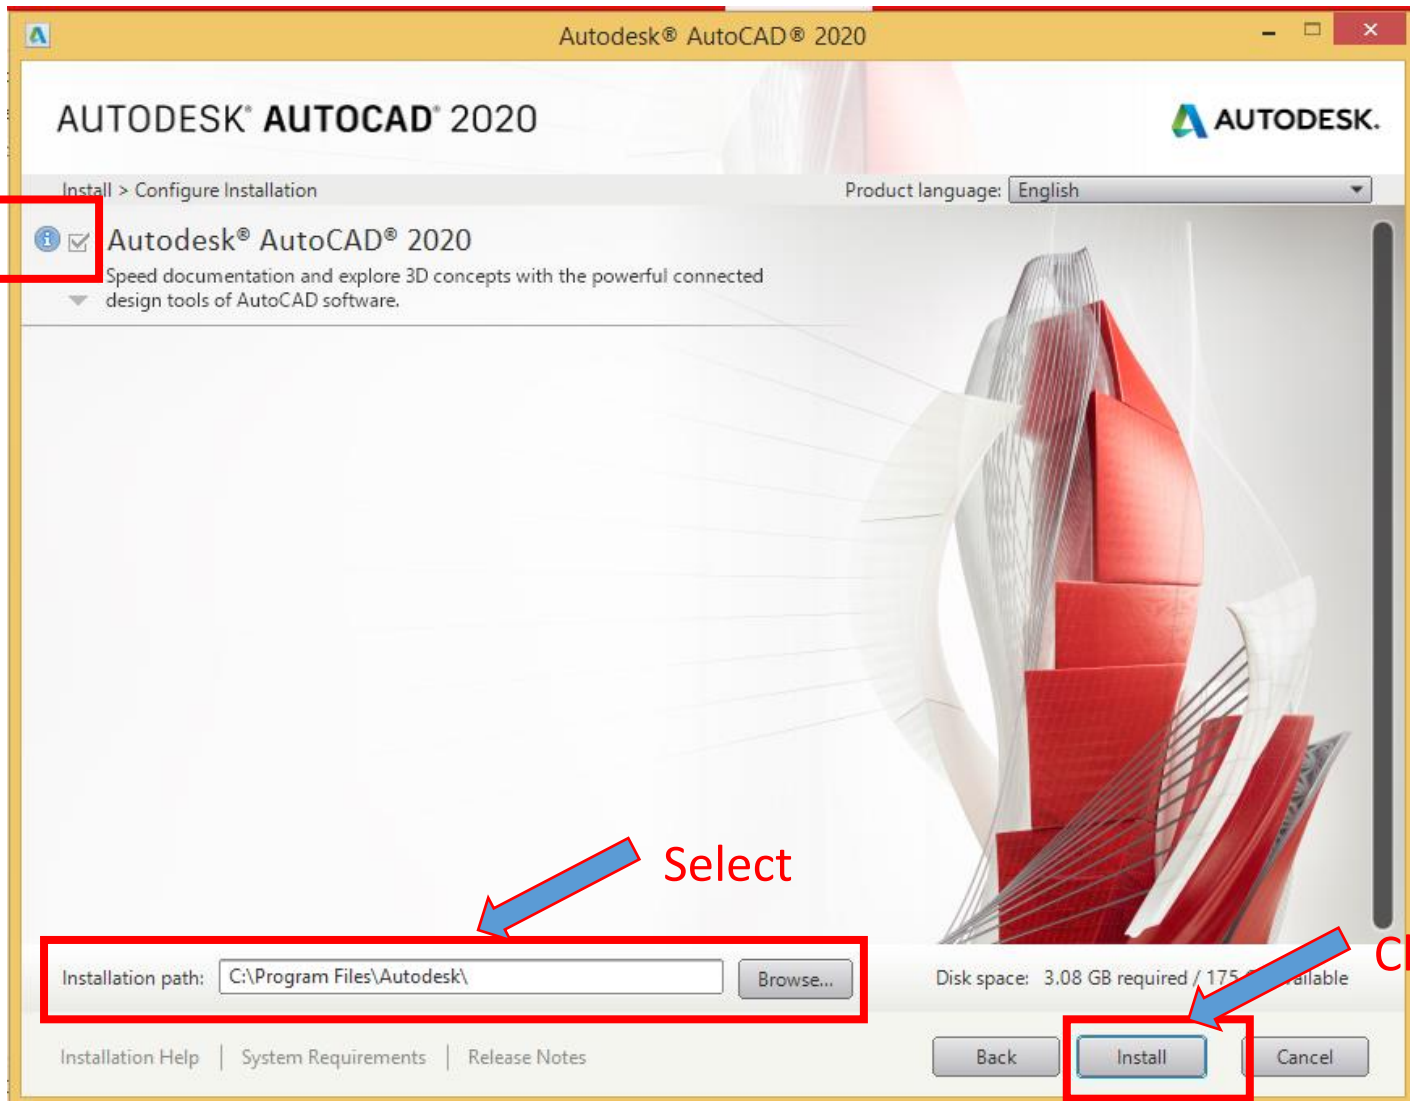 Autodesk® AutoCAD® 2020
AUTODESK® AUTOCAD® 2020
AUTODESK.
Install > Configure Installation
Product language: English
Autodesk® AutoCAD® 2020
Speed documentation and explore 3D concepts with the powerful connected
design tools of AutoCAD software.
Select
Installation path: C:\Program Files\Autodesk\ Browse...
Disk space: 3.08 GB required / 175
Installation Help | System Requirements | Release Notes
Back Install Cancel